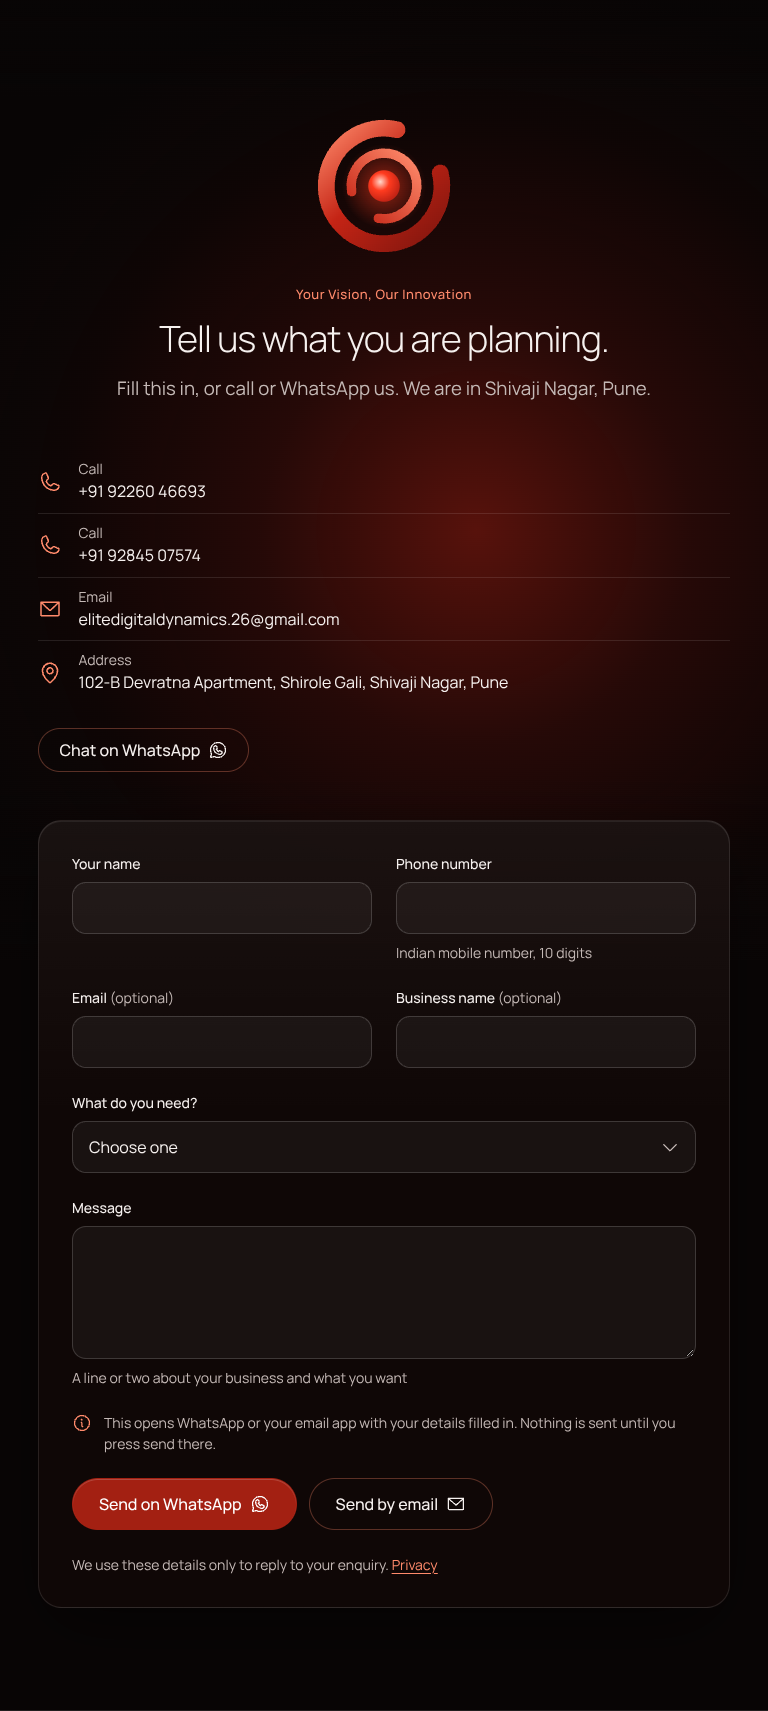 Your Vision, Our Innovation
Tell us what you are planning.
Fill this in, or call or WhatsApp us. We are in Shivaji Nagar, Pune.
Call
+91 92260 46693
Call
+91 92845 07574
Email
elitedigitaldynamics.26@gmail.com
Address
102-B Devratna Apartment, Shirole Gali, Shivaji Nagar, Pune
Chat on WhatsApp
Your name
Phone number
Indian mobile number, 10 digits
Email (optional)
Business name (optional)
What do you need?
Choose one
Message
A line or two about your business and what you want
This opens WhatsApp or your email app with your details filled in. Nothing is sent until you
press send there.
Send on WhatsApp
Send by email
We use these details only to reply to your enquiry. Privacy